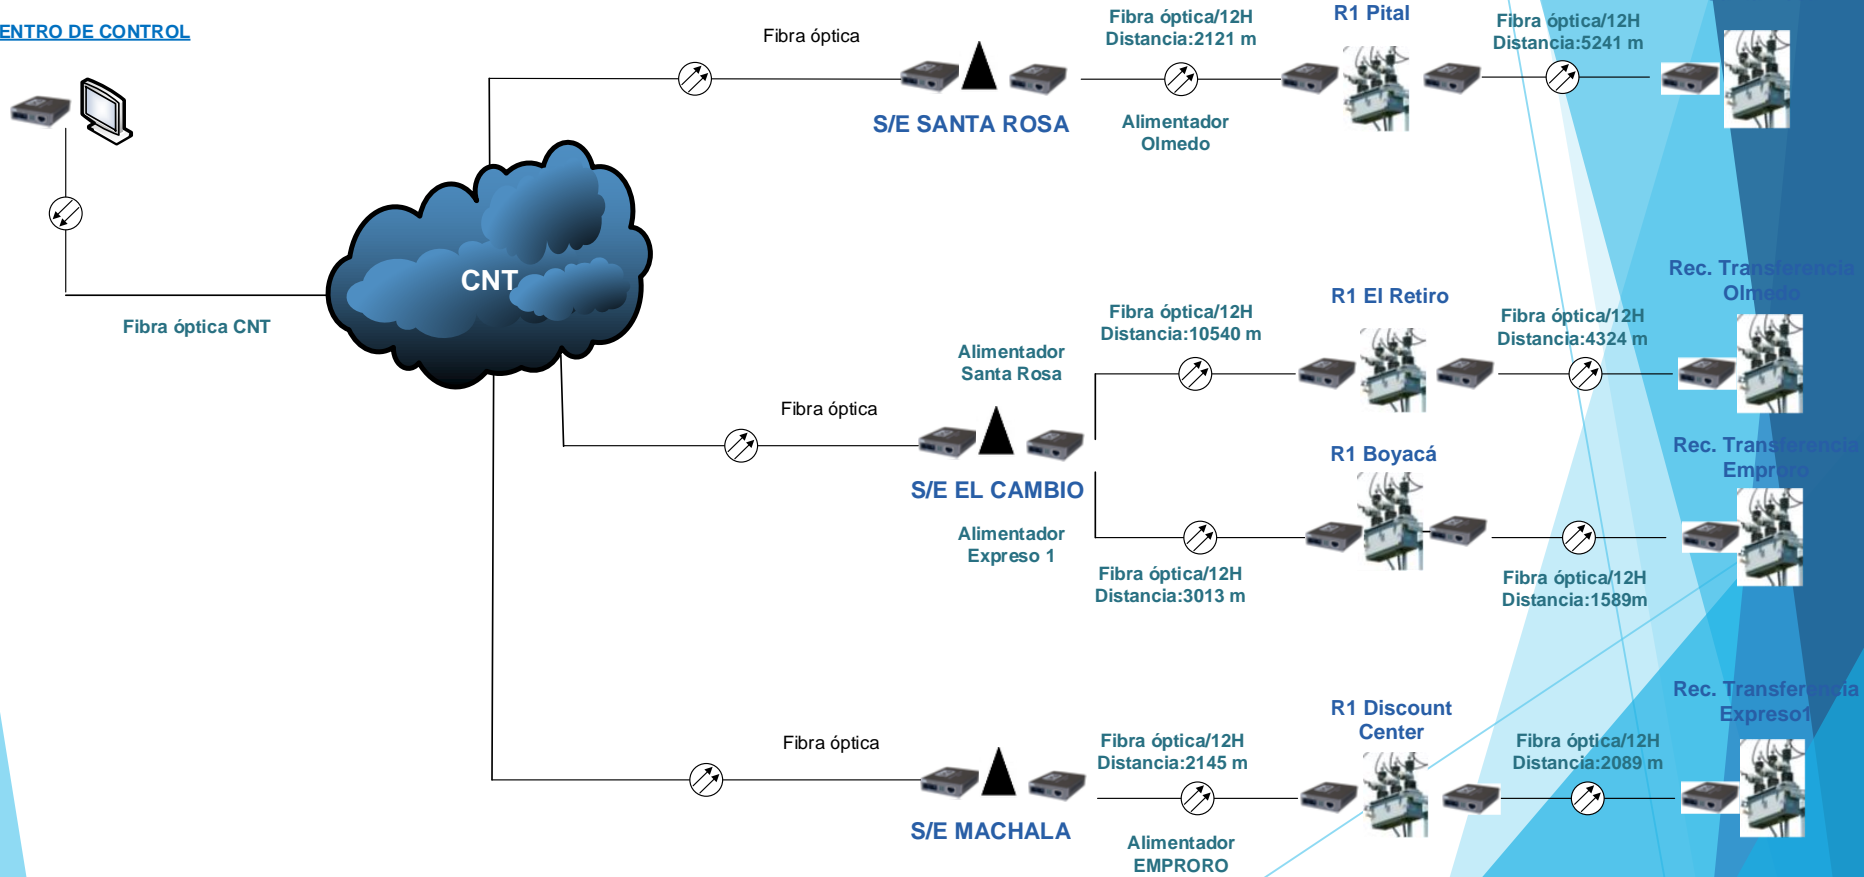 ENTRO DE CONTROL
Fibra óptica
Fibra óptica/12H
Distancia:2121 m
R1 Pital
Fibra óptica/12H
Distancia:5241 m
S/E SANTA ROSA
Alimentador
Olmedo
CNT
Fibra óptica CNT
Rec. Transferencia
Olmedo
Fibra óptica/12H
Distancia:10540 m
R1 El Retiro
Fibra óptica/12H
Distancia:4324 m
Alimentador
Santa Rosa
Fibra óptica
S/E EL CAMBIO
R1 Boyacá
Rec. Transferencia
Emproro
Alimentador
Expreso 1
Fibra óptica/12H
Distancia:3013 m
Fibra óptica/12H
Distancia:1589m
Rec. Transferencia
Expreso1
Fibra óptica
Fibra óptica/12H
Distancia:2145 m
R1 Discount
Center
Fibra óptica/12H
Distancia:2089 m
S/E MACHALA
Alimentador
EMPRORO